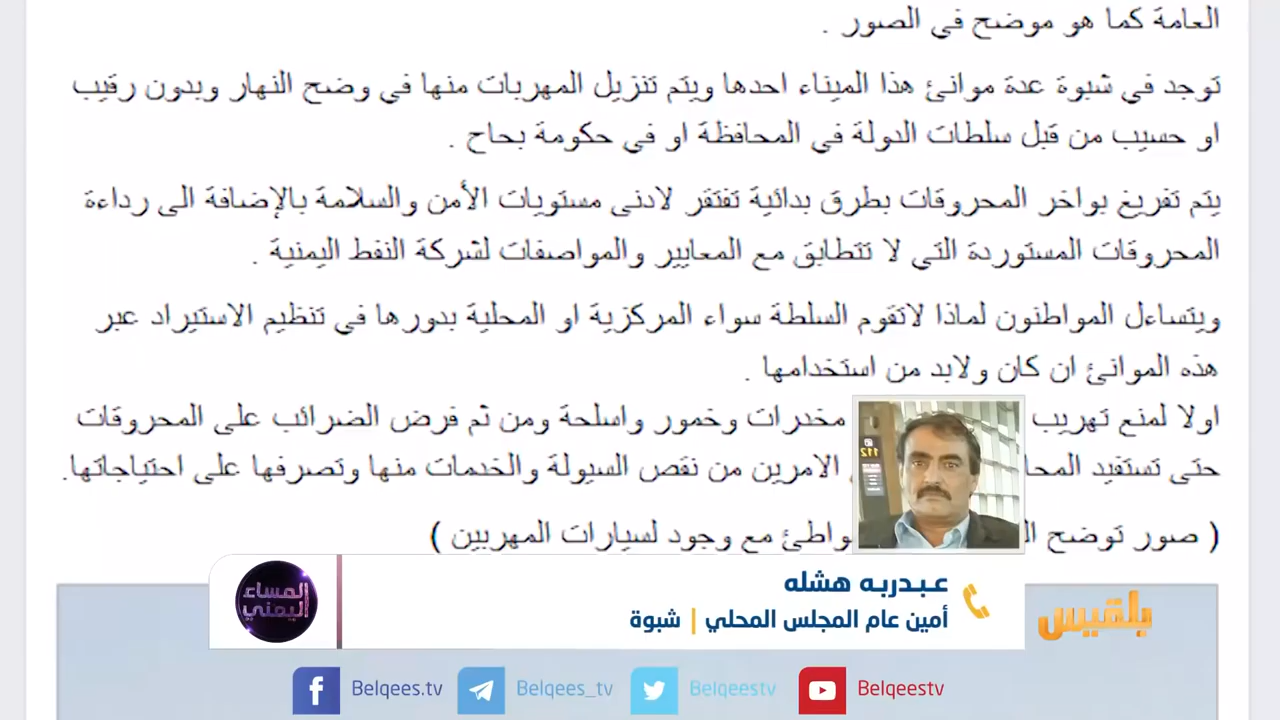 العامة كما هو موضح في الصور .
توجد في شبوة عدة موانئ هذا الميناء احدها ويتم تنزيل المهربات منها في وضح النهار وبدون رقيب
او حسيب من قبل سلطات الدولة في المحافظة او في حكومة بحاح .
يتم تفريغ بواخر المحروقات بطرق بدائية تفتقر لادنى مستويات الأمن والسلامة بالإضافة الى رداءة
المحروقات المستوردة التي لا تتطابق مع المعايير والمواصفات لشركة النفط اليمنية .
ويتساءل المواطنون لماذا لاتقوم السلطة سواء المركزية او المحلية بدورها في تنظيم الاستيراد عبر
هذه الموانئ ان كان ولابد من استخدامها .
اولا لمنع تهريب مخدرات وخمور واسلحة ومن ثم فرض الضرائب على المحروقات
حتى تستفيد الامرين من نقص السيولة والخدمات منها وتصرفها على احتياجاتها.
( صور توضح مع وجود لسيارات المهربين )
112
عبدربه هشله
أمين عام المجلس المحلي | شبوة
المساء
اليمني
بلقيس
Belqees.tv
Belqees_tv
Belqeestv
Belqeestv